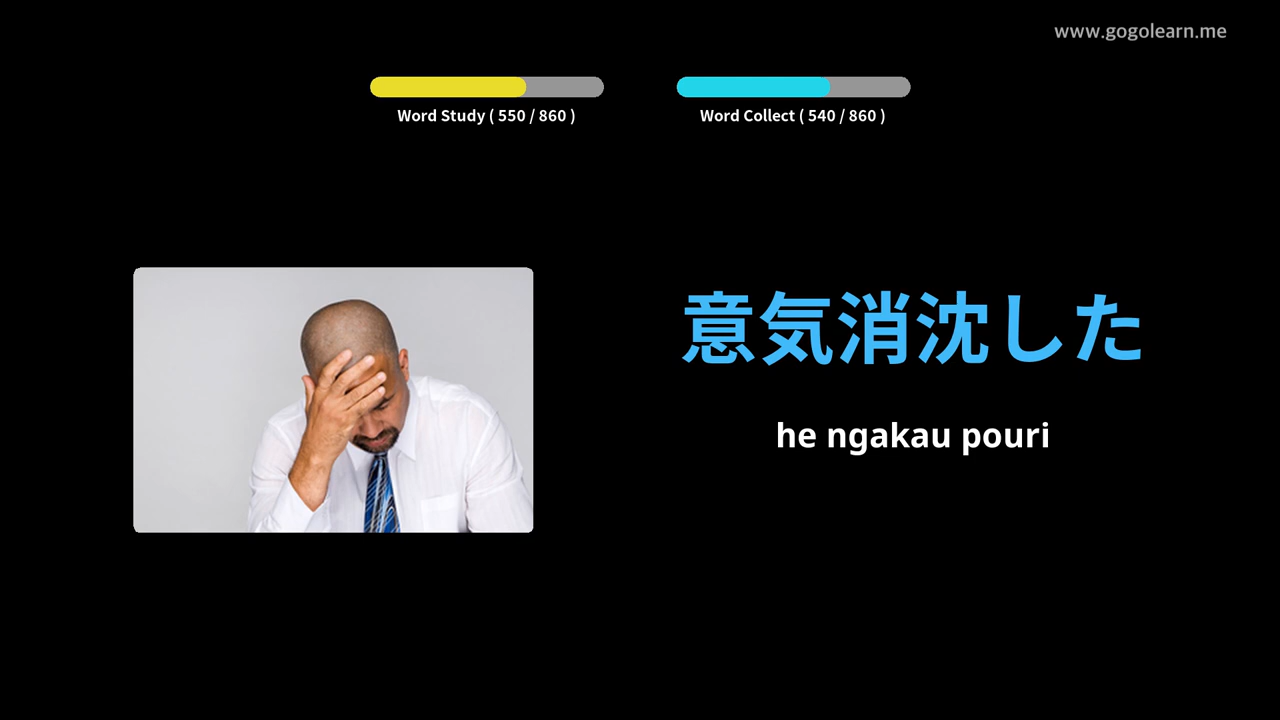 www.gogolearn.me
Word Study ( 550 / 860 )
Word Collect ( 540 / 860 )
意気消沈した
he ngakau pouri